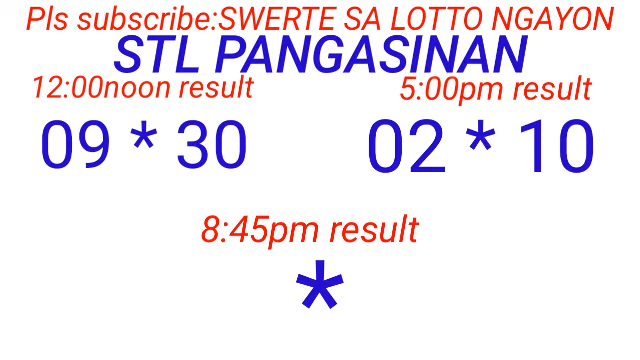 Pls subscribe:SWERTE SA LOTTO NGAYON
STL PANGASINAN
12:00noon result 5:00pm result
09 * 30 02 * 10
8:45pm result
*